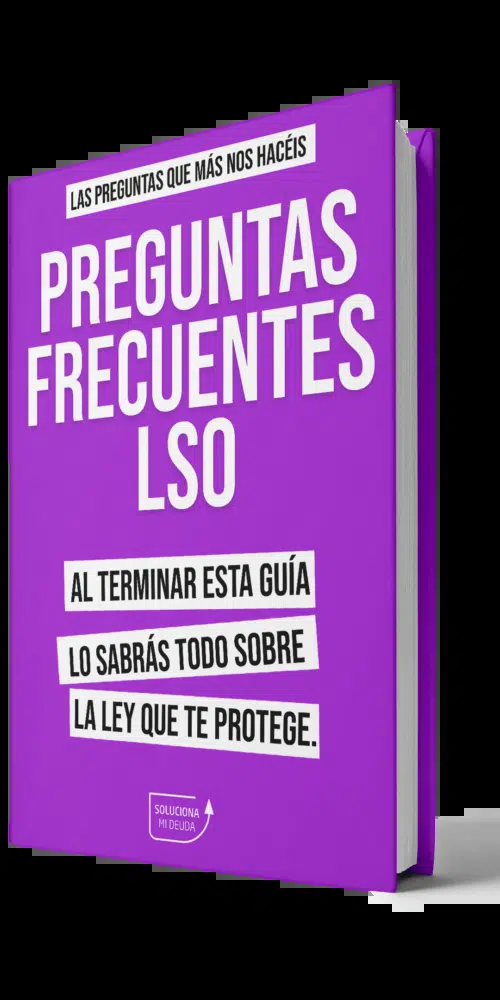 LAS PREGUNTAS QUE MÁS NOS HACÉIS
PREGUNTAS
FRECUENTES
LSO
AL TERMINAR ESTA GUÍA
LO SABRÁS TODO SOBRE
LA LEY QUE TE PROTEGE.
SOLUCIONA
MI DEUDA